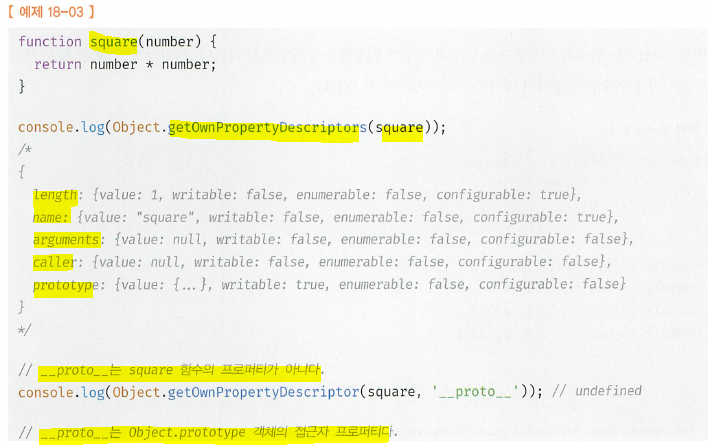 [ 예제 18-03 ]
function square(number) {
  return number * number;
}
console.log(Object.getOwnPropertyDescriptors(square));
/*
{
  length: {value: 1, writable: false, enumerable: false, configurable: true},
  name: {value: "square", writable: false, enumerable: false, configurable: true},
  arguments: {value: null, writable: false, enumerable: false, configurable: false},
  caller: {value: null, writable: false, enumerable: false, configurable: false},
  prototype: {value: {...}, writable: true, enumerable: false, configurable: false}
}
*/
// __proto__는 square 함수의 프로퍼티가 아니다.
console.log(Object.getOwnPropertyDescriptor(square, '__proto__')); // undefined
// __proto__는 Object.prototype 객체의 접근자 프로퍼티다.